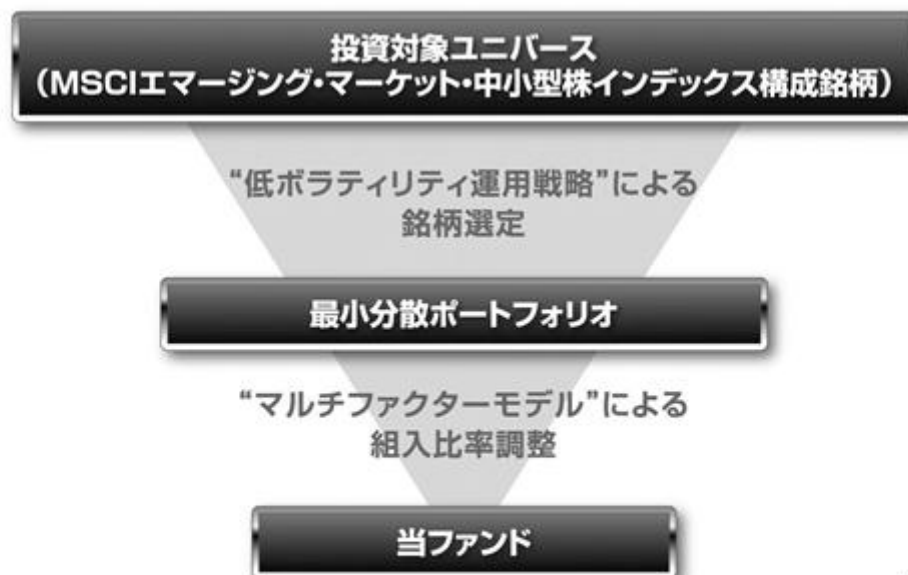 投資対象ユニバース
（MSCIエマージング・マーケット・中小型株インデックス構成銘柄）
“低ボラティリティ運用戦略”による
銘柄選定
最小分散ポートフォリオ
“マルチファクターモデル”による
組入比率調整
当ファンド